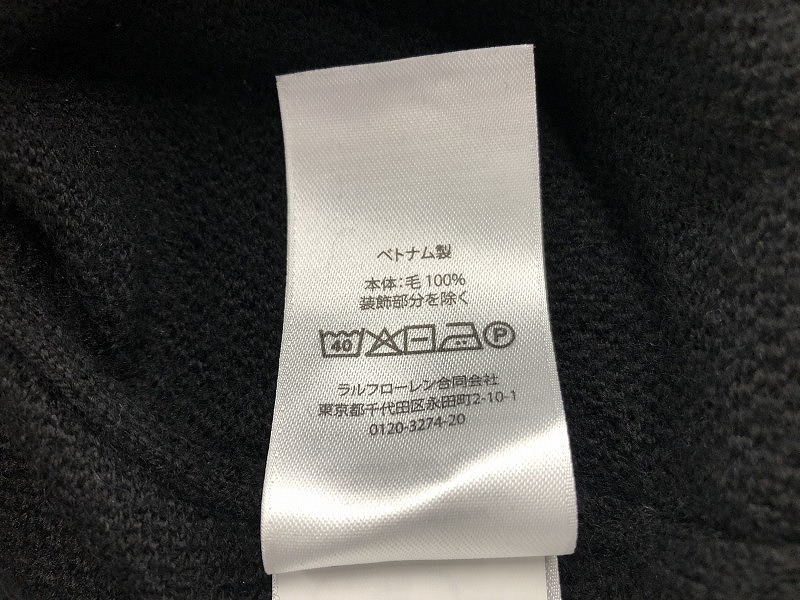 ベトナム製
本体:毛 100%
装飾部分を除く
40 P
ラルフローレン合同会社
東京都千代田区永田町2-10-1
0120-3274-20